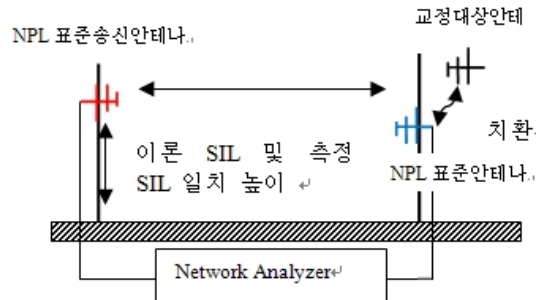 교정대상안테
NPL 표준송신안테나
이론 SIL 및 측정
SIL 일치 높이
치환
NPL 표준안테나
Network Analyzer